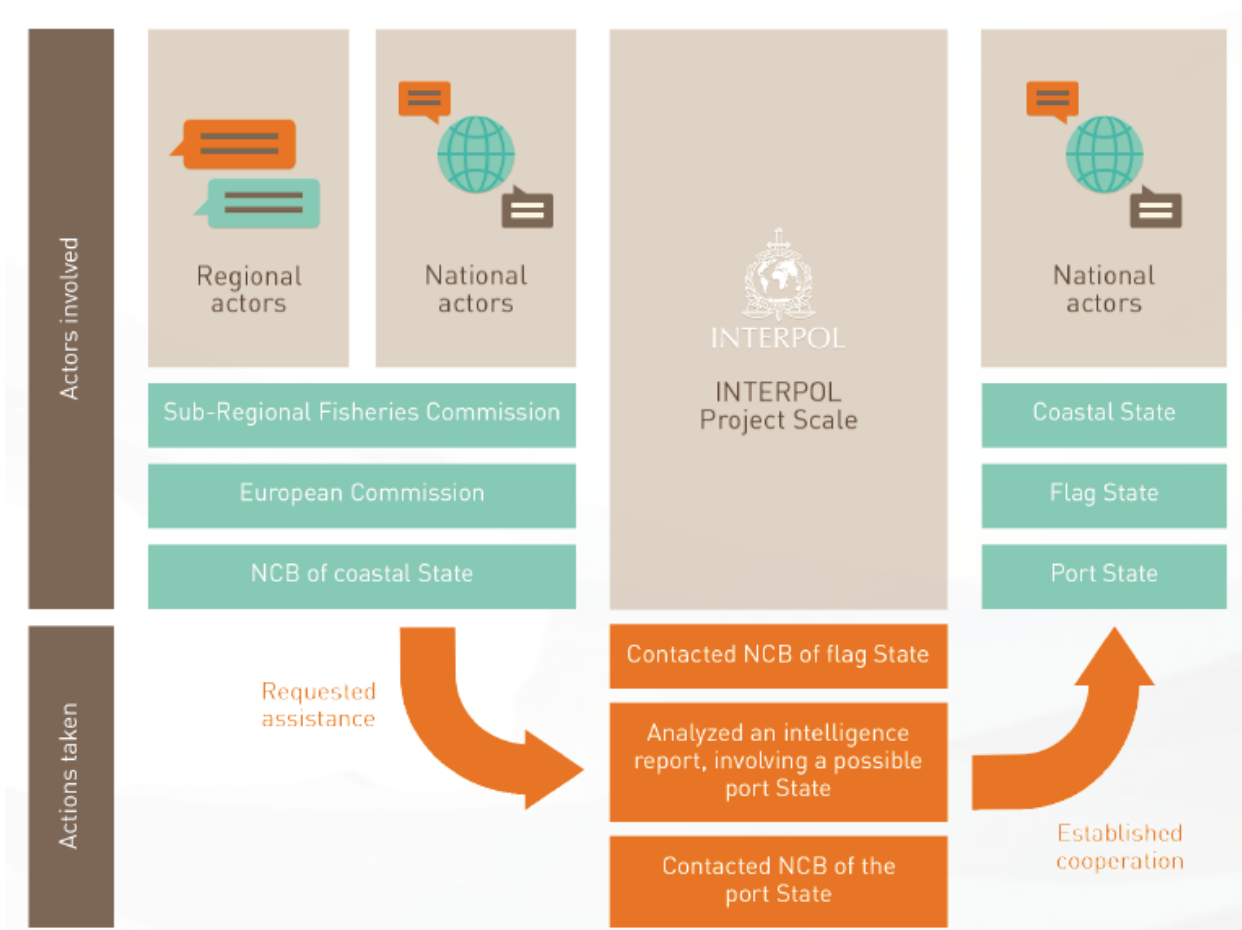 Actors involved
Regional
actors
National
actors
Sub-Regional Fisheries Commission
European Commission
NCB of coastal State
INTERPOL
INTERPOL
Project Scale
National
actors
Coastal State
Flag State
Port State
Actions taken
Requested
assistance
Contacted NCB of flag State
Analyzed an intelligence
report, involving a possible
port State
Contacted NCB of the
port State
Established
cooperation